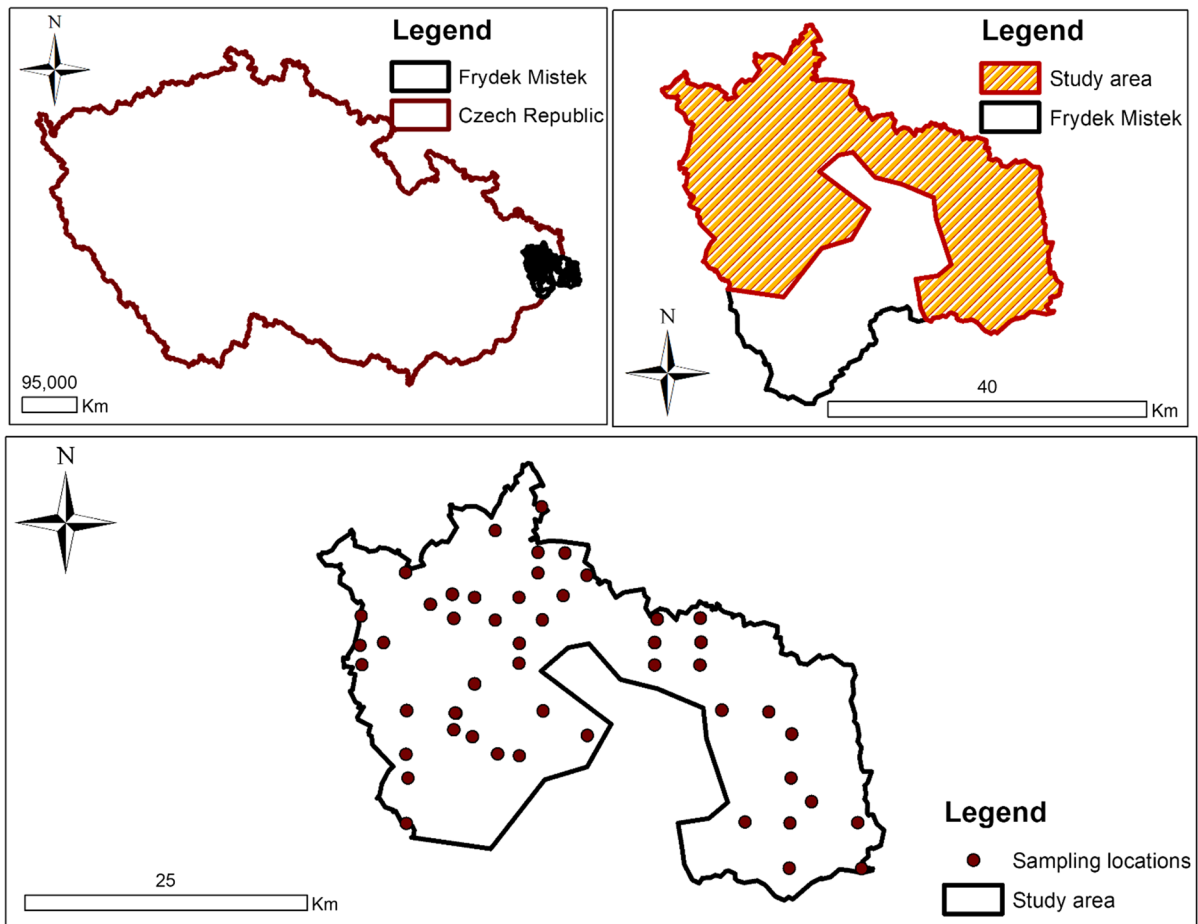 N
Legend
Frydek Mistek
Czech Republic
95,000
Km
Legend
Study area
Frydek Mistek
N
40
Km
N
Legend
Sampling locations
Study area
25
Km